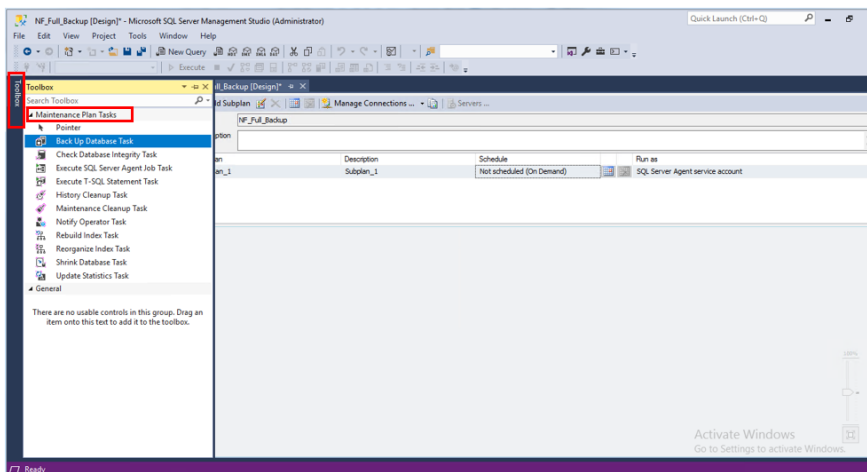 NF_Full_Backup [Design]* - Microsoft SQL Server Management Studio (Administrator)
Quick Launch (Ctrl+Q)
File Edit View Project Tools Window Help
New Query
Execute
Toolbox
Toolbox
ll_Backup [Design]*
Search Toolbox
dd Subplan
Manage Connections ...
Servers ...
Maintenance Plan Tasks
NF_Full_Backup
Pointer
Back Up Database Task
ption
Check Database Integrity Task
an Description Schedule Run as
Execute SQL Server Agent Job Task
an_1 Subplan_1 Not scheduled (On Demand) SQL Server Agent service account
Execute T-SQL Statement Task
History Cleanup Task
Maintenance Cleanup Task
Notify Operator Task
Rebuild Index Task
Reorganize Index Task
Shrink Database Task
Update Statistics Task
General
There are no usable controls in this group. Drag an
item onto this text to add it to the toolbox.
100%
Activate Windows
Go to Settings to activate Windows.
Ready